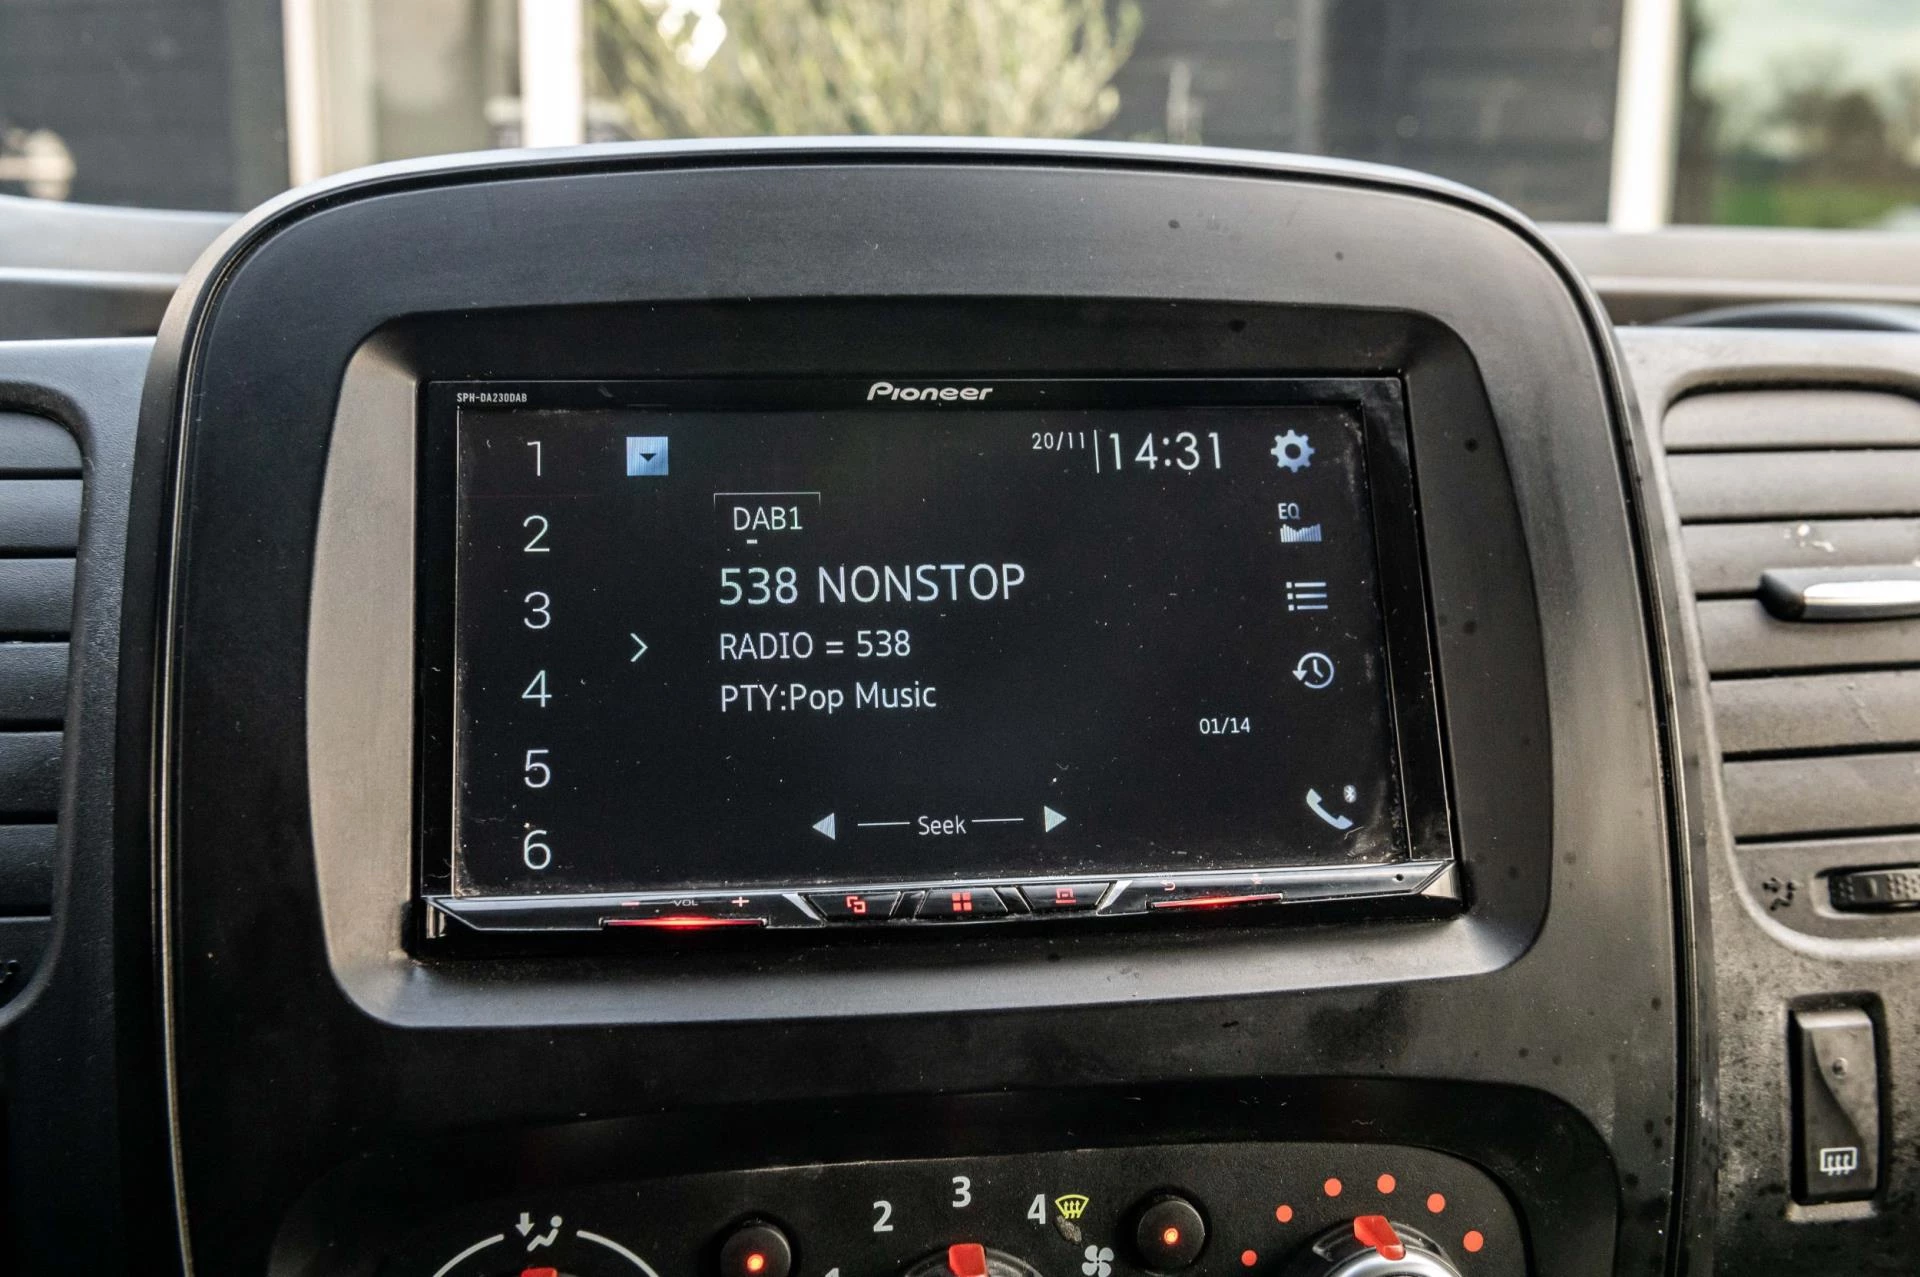 SPH-DA230DAB
Pioneer
20/11 14:31
DAB1
538 NONSTOP
RADIO = 538
PTY:Pop Music
01/14
Seek
1
2
3
4
5
6
EQ
- VOL +
2 3 4